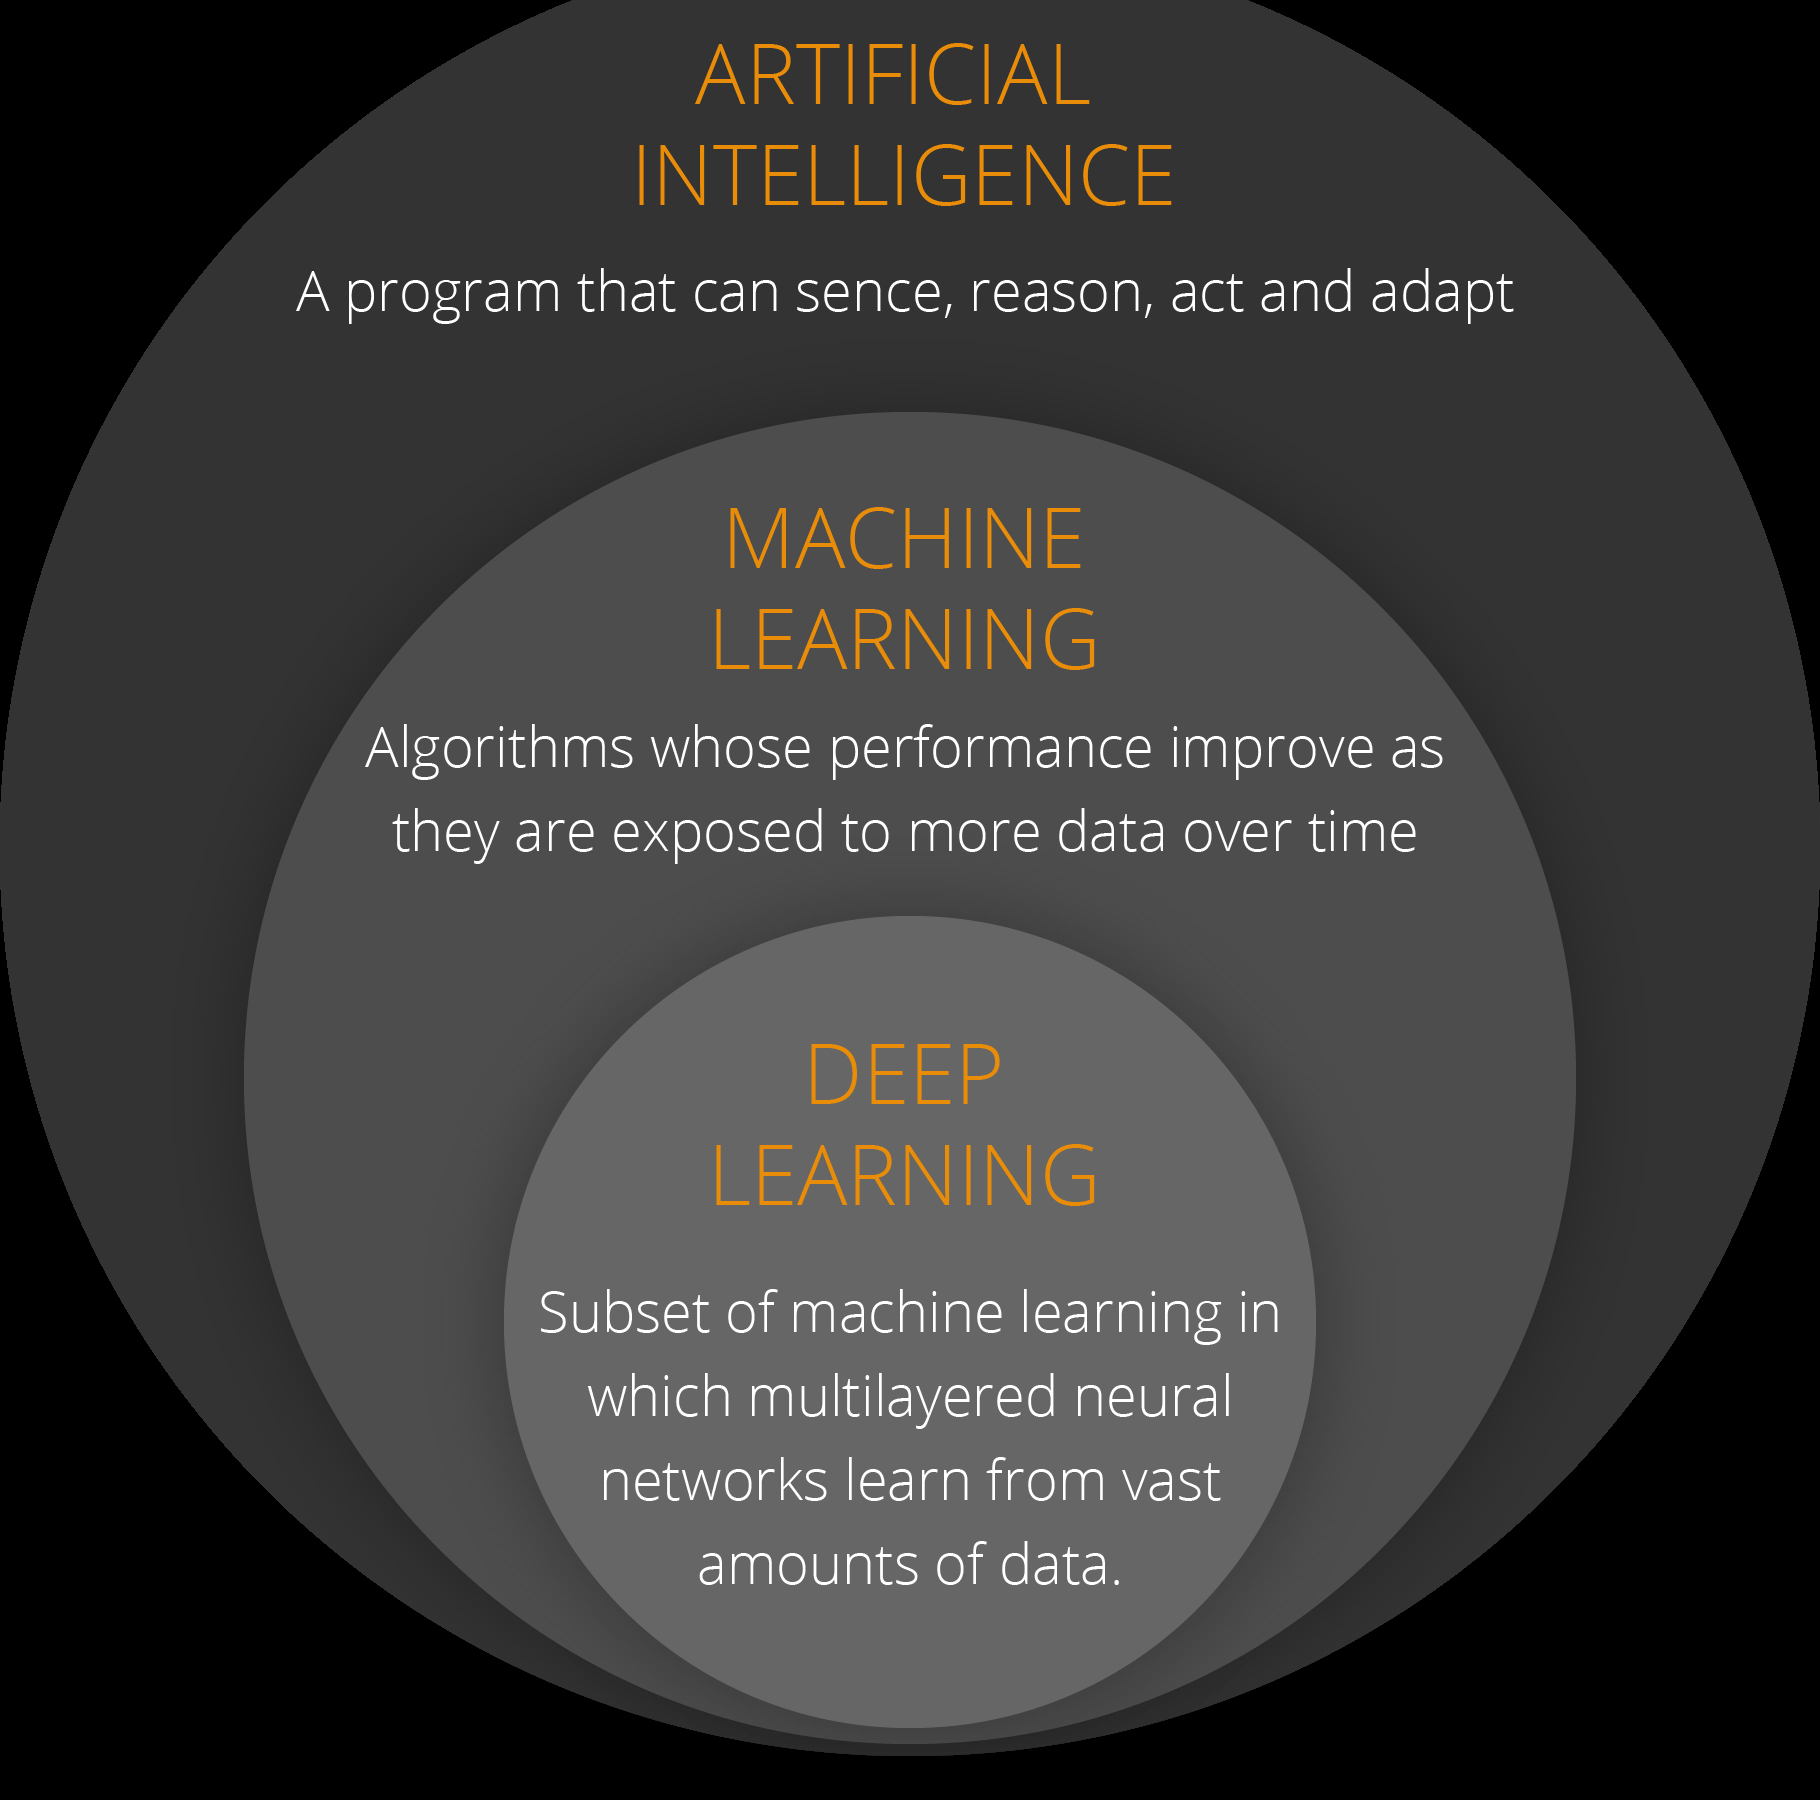 ARTIFICIAL
INTELLIGENCE
A program that can sence, reason, act and adapt
MACHINE
LEARNING
Algorithms whose performance improve as
they are exposed to more data over time
DEEP
LEARNING
Subset of machine learning in
which multilayered neural
networks learn from vast
amounts of data.